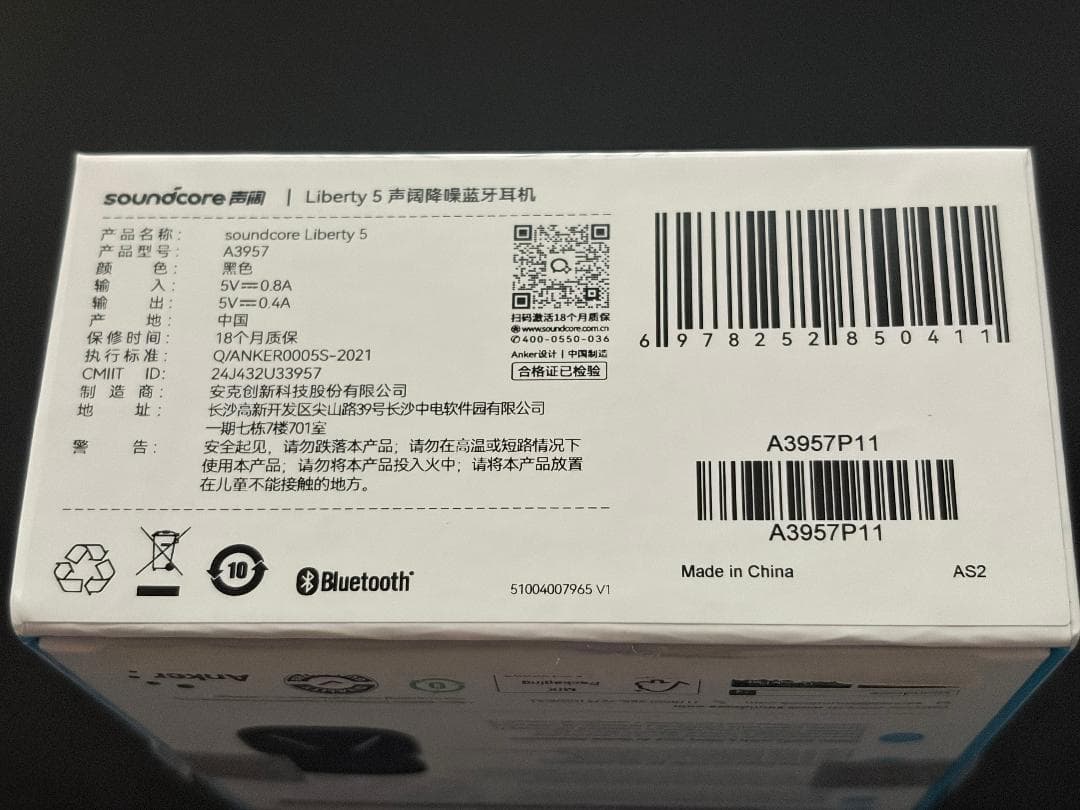 soundcore 声阔 | Liberty 5 声阔降噪蓝牙耳机
产品名称: soundcore Liberty 5
产品型号: A3957
颜 色: 黑色
输 入: 5V⎓0.8A
输 出: 5V⎓0.4A
产 地: 中国
保修时间: 18个月质保
执行标准: Q/ANKER0005S-2021
CMIIT ID: 24J432U33957
制 造 商: 安克创新科技股份有限公司
地 址: 长沙高新开发区尖山路39号长沙中电软件园有限公司
一期七栋7楼701室
警 告: 安全起见，请勿跌落本产品；请勿在高温或短路情况下
使用本产品；请勿将本产品投入火中；请将本产品放置
在儿童不能接触的地方。
扫码激活18个月质保
www.soundcore.com.cn
400-0550-036
Anker设计 | 中国制造
合格证已检验
6 978252 850411
A3957P11
A3957P11
Made in China AS2
10
Bluetooth®
51004007965 V1
Anker
MIX
Packaging